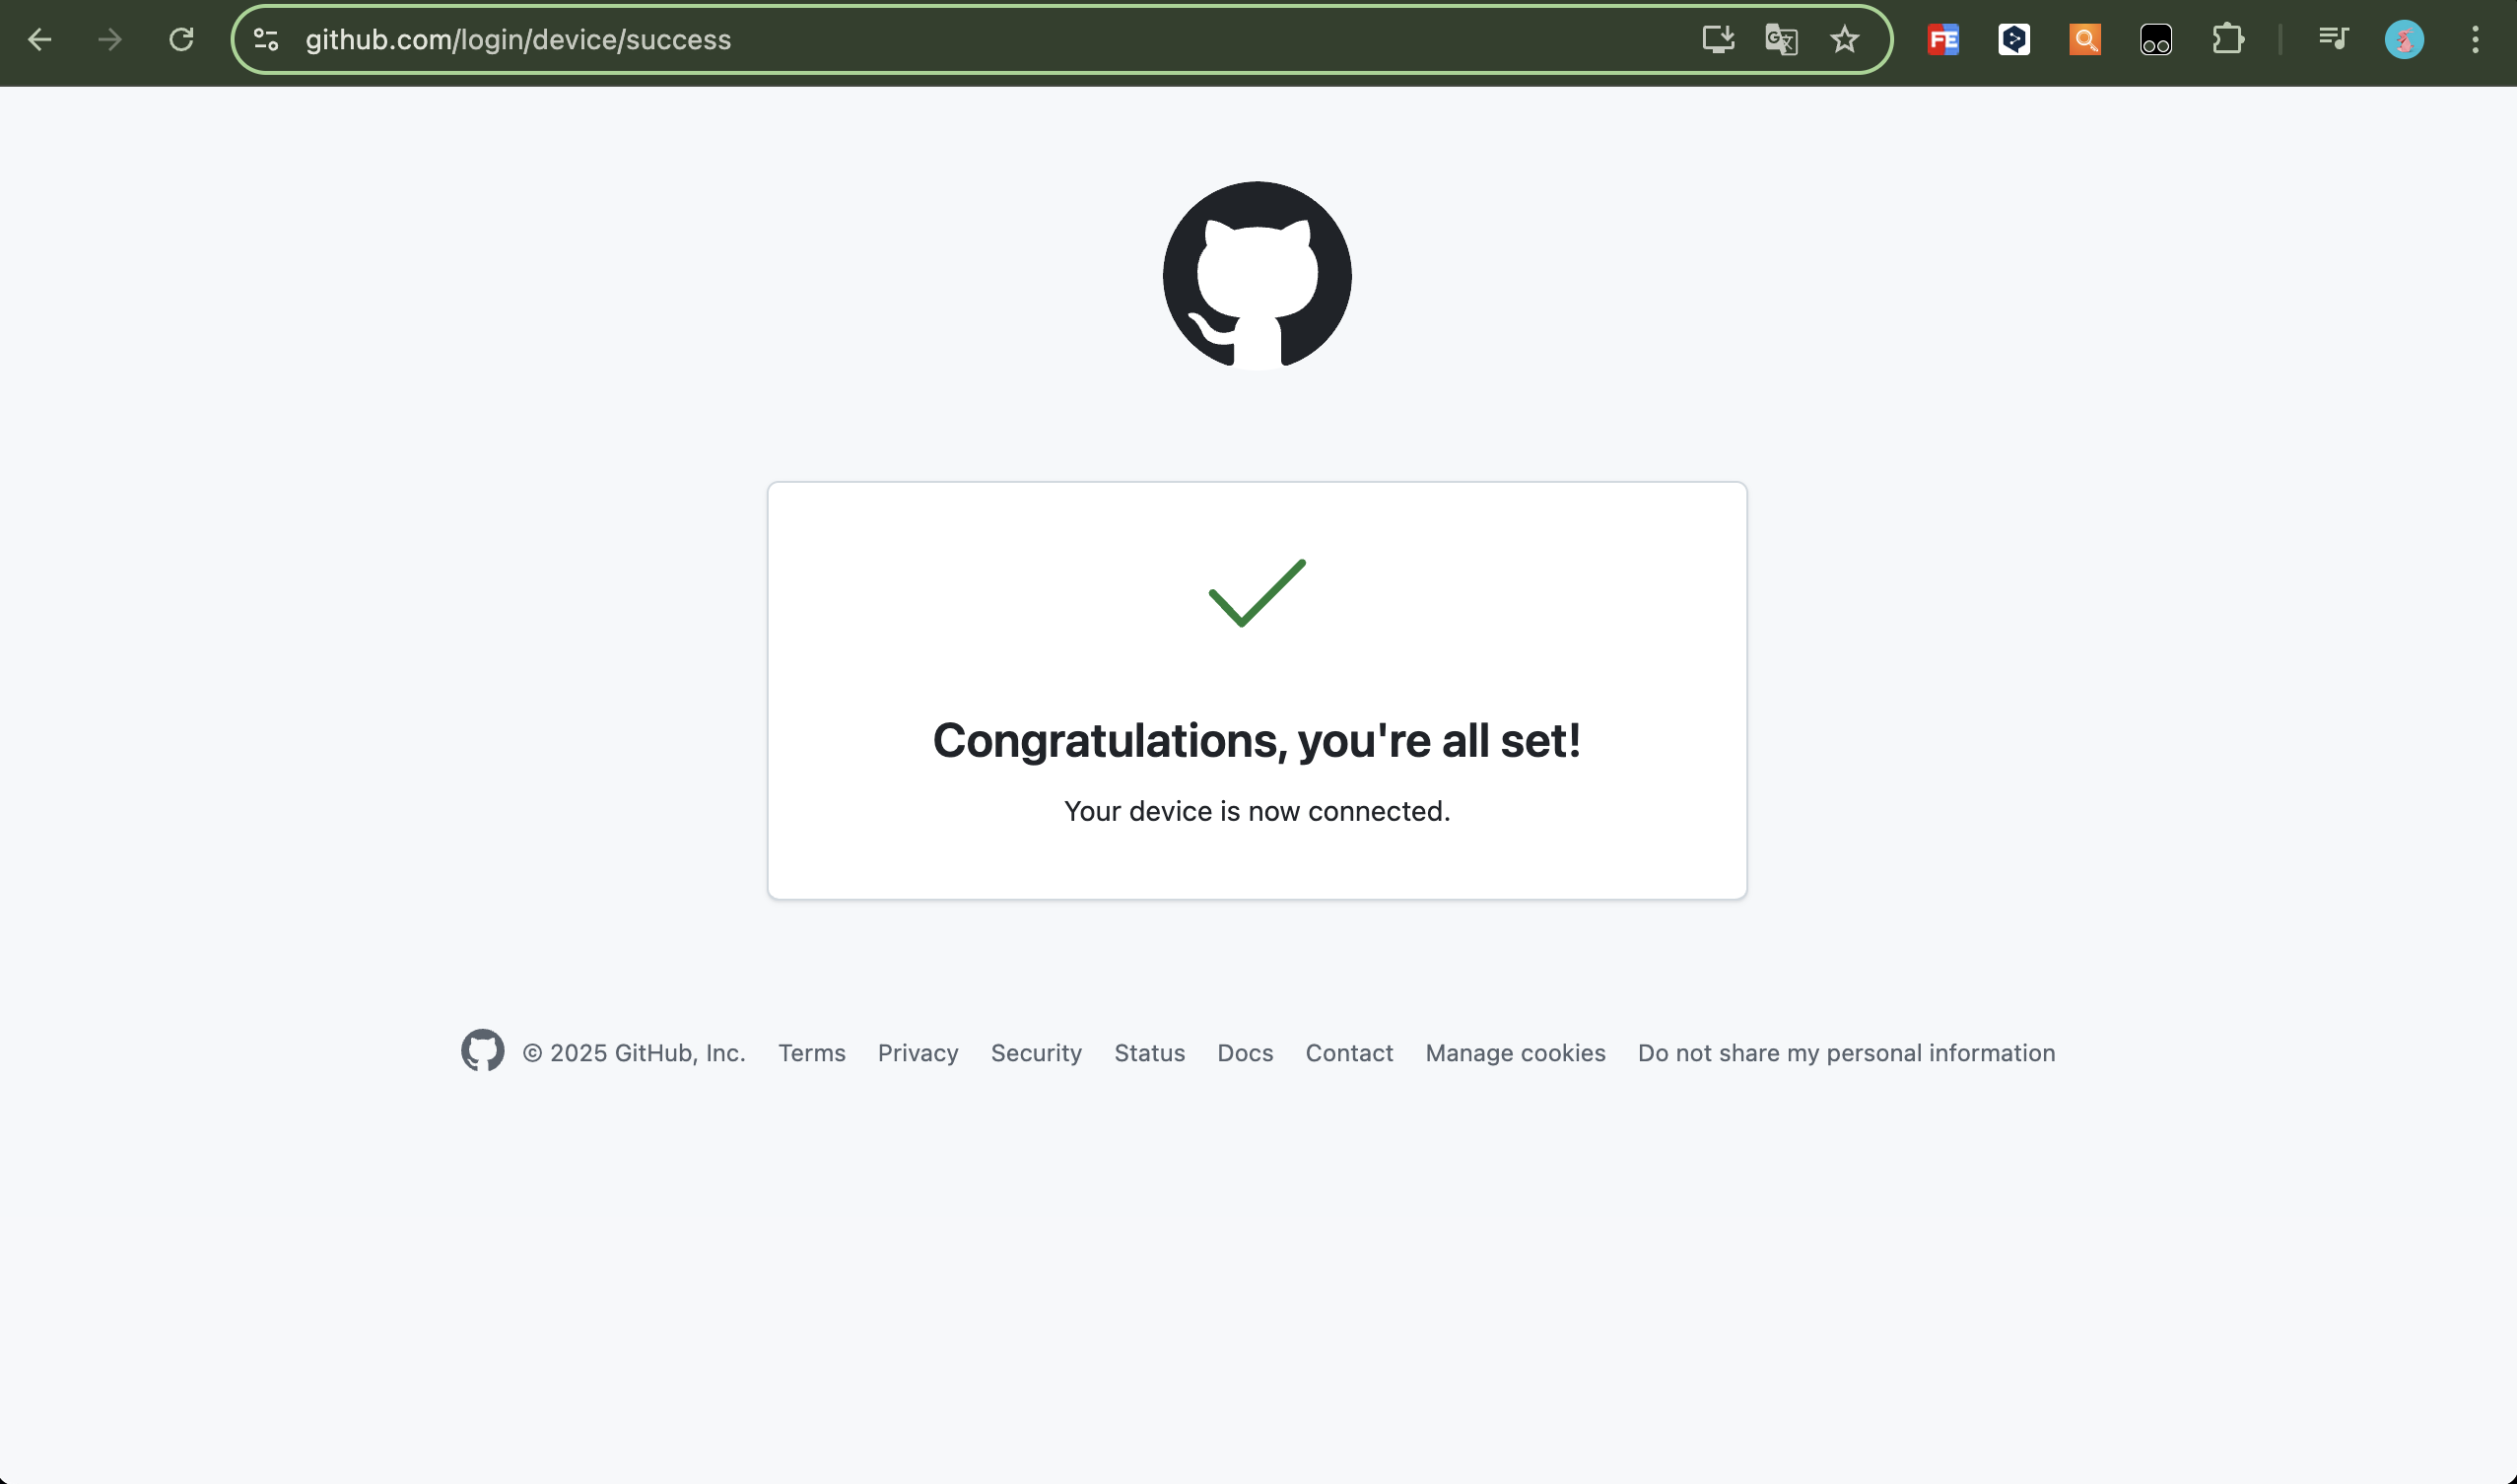 github.com/login/device/success
FE
Congratulations, you're all set!
Your device is now connected.
© 2025 GitHub, Inc. Terms Privacy Security Status Docs Contact Manage cookies Do not share my personal information